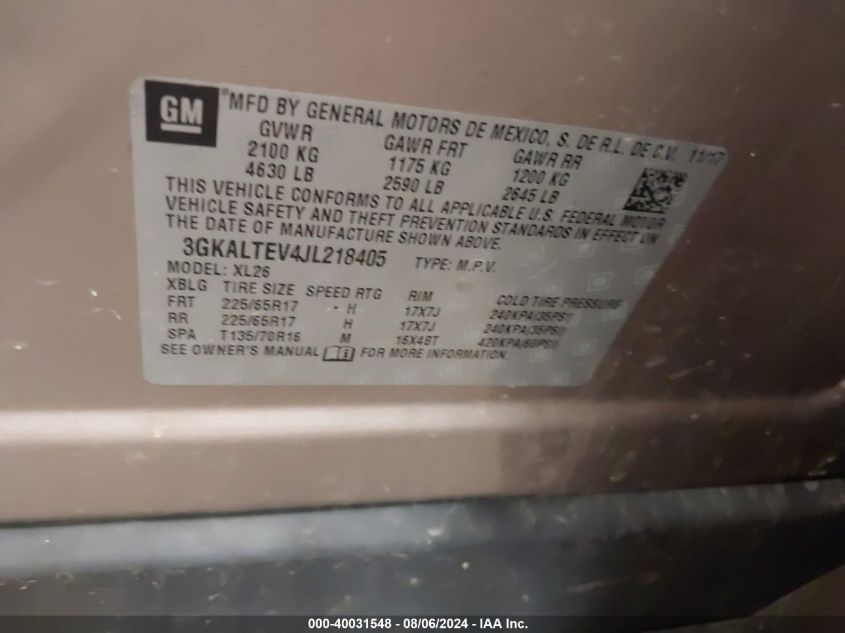 GM
MFD BY GENERAL MOTORS DE MEXICO, S. DE R.L. DE C.V. 11/17
GVWR GAWR FRT GAWR RR
2100 KG 1175 KG 1200 KG
4630 LB 2590 LB 2645 LB
THIS VEHICLE CONFORMS TO ALL APPLICABLE U.S. FEDERAL MOTOR
VEHICLE SAFETY AND THEFT PREVENTION STANDARDS IN EFFECT ON
THE DATE OF MANUFACTURE SHOWN ABOVE.
3GKALTEV4JL218405 TYPE: M.P.V.
MODEL: XL26
XBLG TIRE SIZE SPEED RTG RIM COLD TIRE PRESSURE
FRT 225/65R17 H 17X7J 240KPA(35PSI)
RR 225/65R17 H 17X7J 240KPA(35PSI)
SPA T135/70R16 M 16X4BT 420KPA(60PSI)
SEE OWNER'S MANUAL FOR MORE INFORMATION.
000-40031548 - 08/06/2024 - IAA Inc.